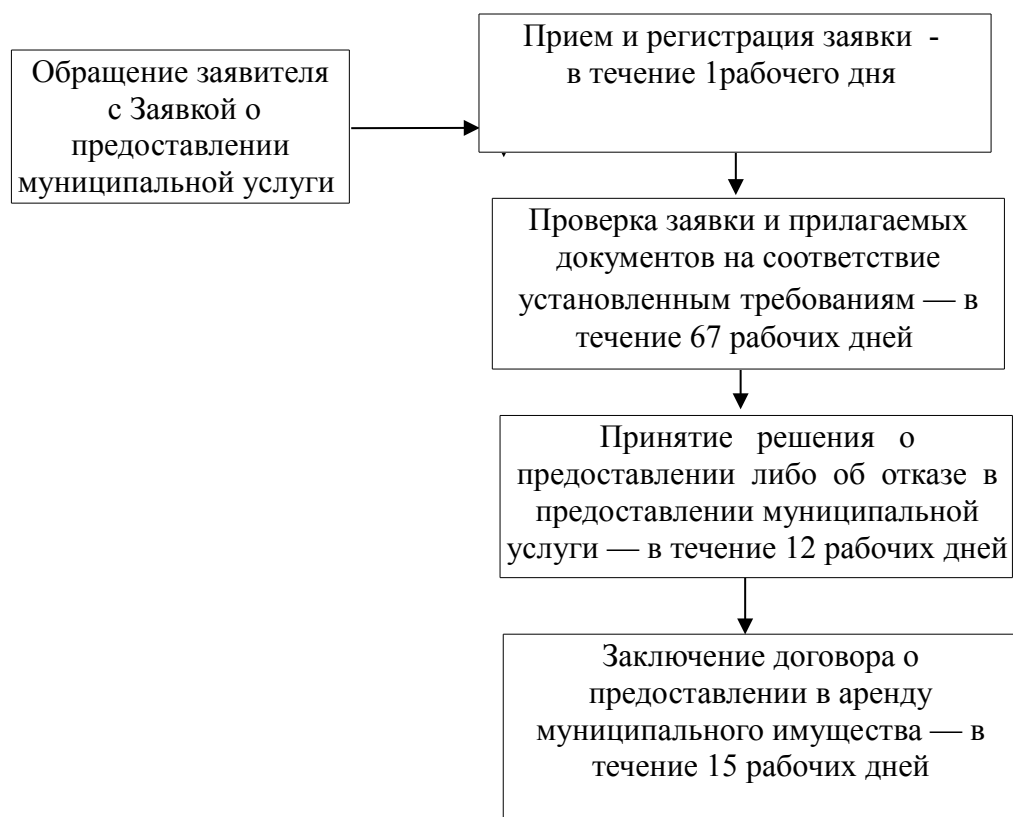 Обращение заявителя
с Заявкой о
предоставлении
муниципальной услуги
Прием и регистрация заявки -
в течение 1рабочего дня
Проверка заявки и прилагаемых
документов на соответствие
установленным требованиям — в
течение 67 рабочих дней
Принятие решения о
предоставлении либо об отказе в
предоставлении муниципальной
услуги — в течение 12 рабочих дней
Заключение договора о
предоставлении в аренду
муниципального имущества — в
течение 15 рабочих дней